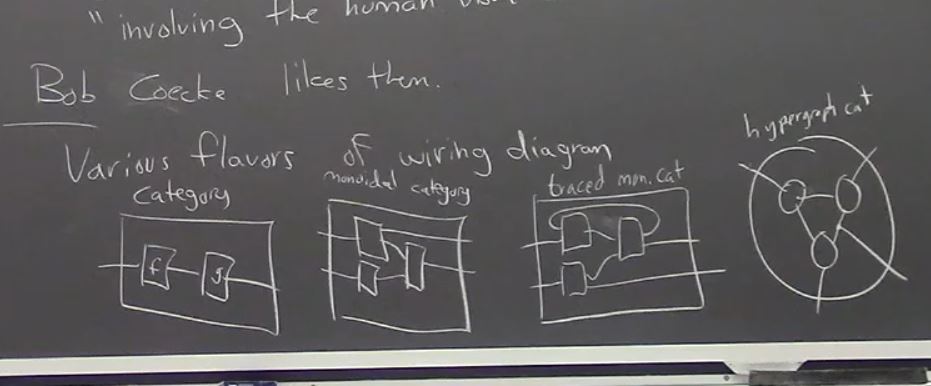 " involving the human
Bob Coecke likes them.
Various flavors of wiring diagram
Category
monoidal category
traced mon. cat
hypergraph cat
f
g